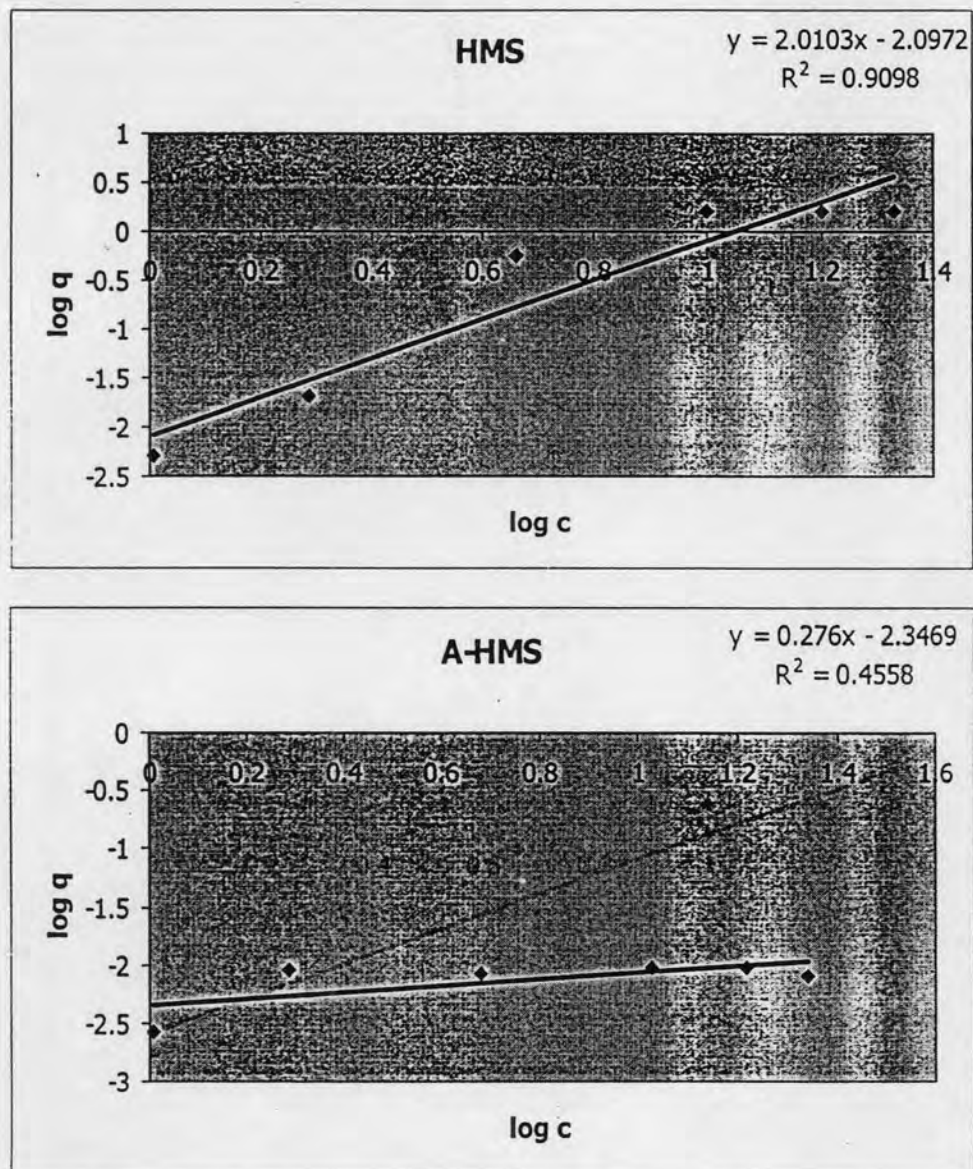 HMS
y = 2.0103x - 2.0972
R² = 0.9098
1
0.5
0
0 0.2 0.4 0.6 0.8 1 1.2 1.4
-0.5
-1
-1.5
-2
-2.5
log q
log c
A-HMS
y = 0.276x - 2.3469
R² = 0.4558
0
0 0.2 0.4 0.6 0.8 1 1.2 1.4 1.6
-0.5
-1
-1.5
-2
-2.5
-3
log q
log c